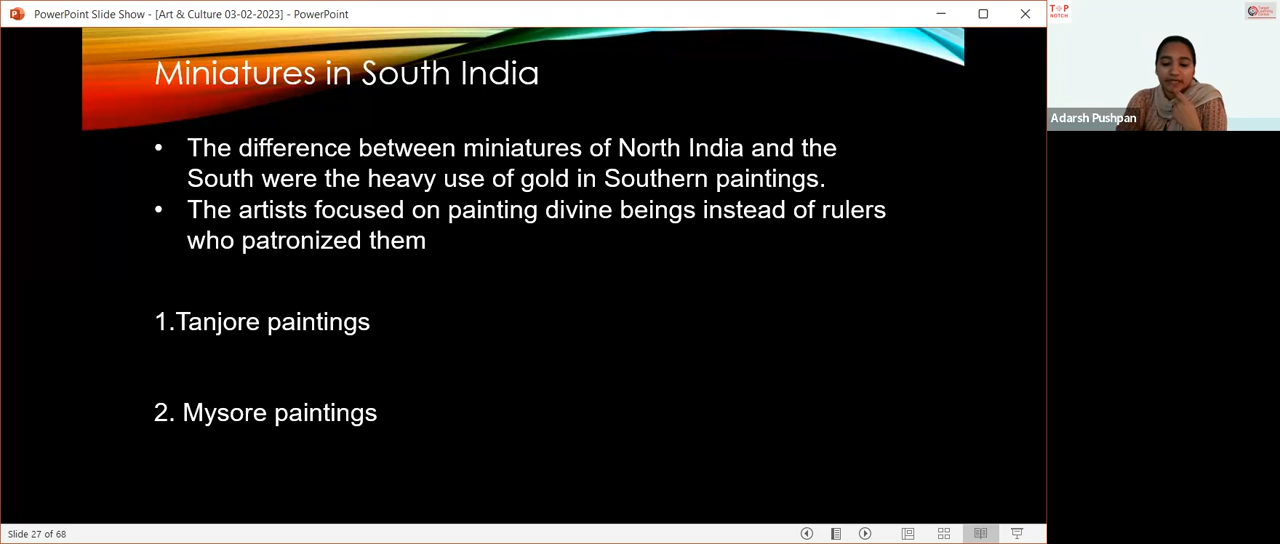 PowerPoint Slide Show - [Art & Culture 03-02-2023] - PowerPoint
T P
NOTCH
Miniatures in South India
Adarsh Pushpan
• The difference between miniatures of North India and the
South were the heavy use of gold in Southern paintings.
• The artists focused on painting divine beings instead of rulers
who patronized them
1.Tanjore paintings
2. Mysore paintings
Slide 27 of 68